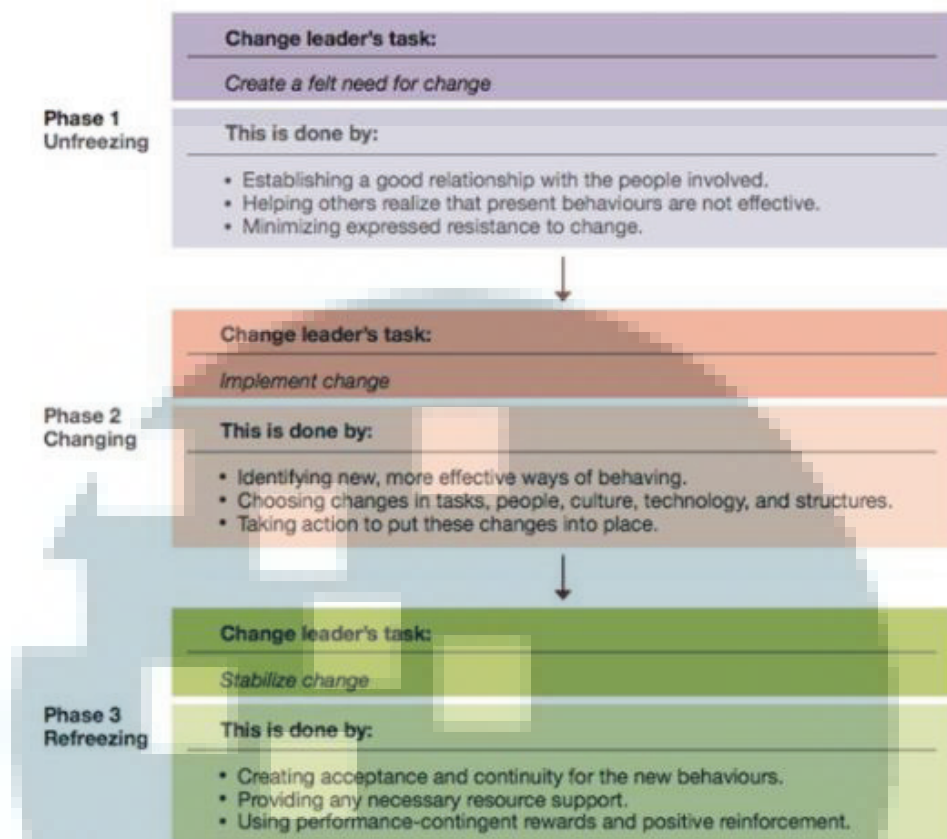 Change leader's task:
Create a felt need for change
Phase 1
Unfreezing
This is done by:
• Establishing a good relationship with the people involved.
• Helping others realize that present behaviours are not effective.
• Minimizing expressed resistance to change.
Change leader's task:
Implement change
Phase 2
Changing
This is done by:
• Identifying new, more effective ways of behaving.
• Choosing changes in tasks, people, culture, technology, and structures.
• Taking action to put these changes into place.
Change leader's task:
Stabilize change
Phase 3
Refreezing
This is done by:
• Creating acceptance and continuity for the new behaviours.
• Providing any necessary resource support.
• Using performance-contingent rewards and positive reinforcement.